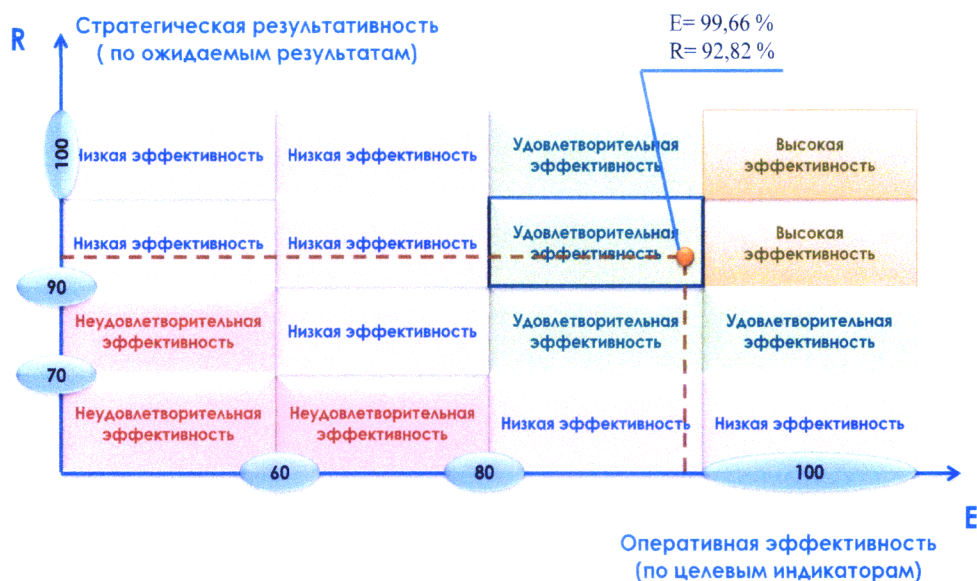 R
Стратегическая результативность
( по ожидаемым результатам)
E= 99,66 %
R= 92,82 %
100
Низкая эффективность
Низкая эффективность
Удовлетворительная
эффективность
Высокая
эффективность
Низкая эффективность
Низкая эффективность
Удовлетворительная
эффективность
Высокая
эффективность
90
Неудовлетворительная
эффективность
Низкая эффективность
Удовлетворительная
эффективность
Удовлетворительная
эффективность
70
Неудовлетворительная
эффективность
Неудовлетворительная
эффективность
Низкая эффективность
Низкая эффективность
60
80
100
E
Оперативная эффективность
(по целевым индикаторам)